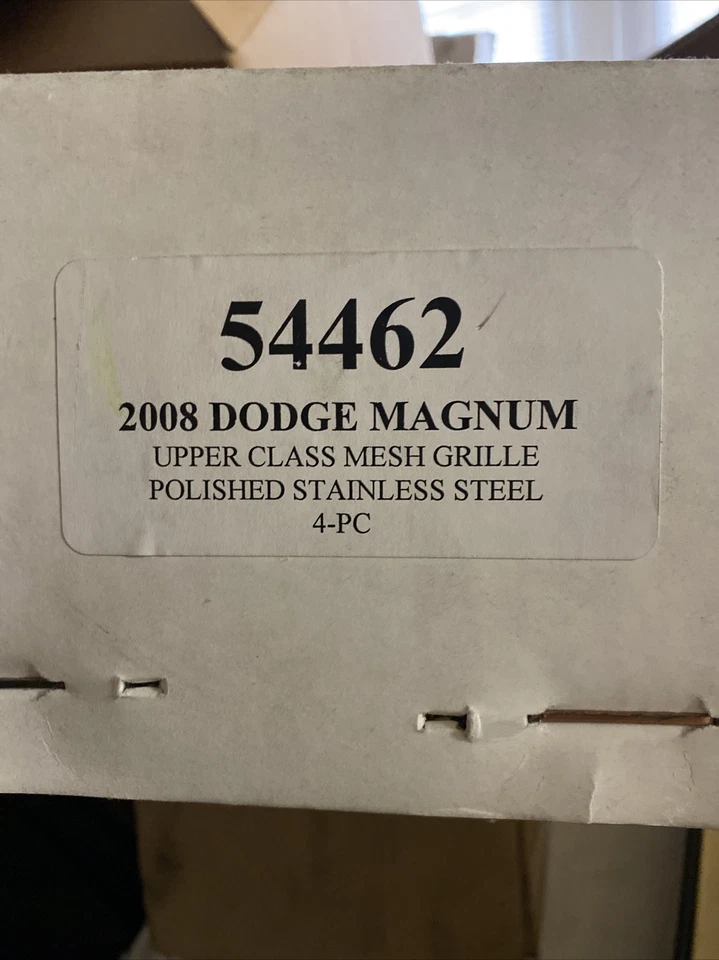 54462
2008 DODGE MAGNUM
UPPER CLASS MESH GRILLE
POLISHED STAINLESS STEEL
4-PC